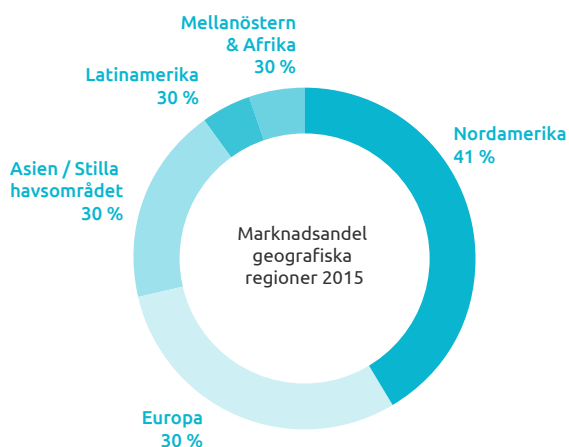 Mellanöstern
& Afrika
30 %
Latinamerika
30 %
Nordamerika
41 %
Asien / Stilla
havsområdet
30 %
Marknadsandel
geografiska
regioner 2015
Europa
30 %